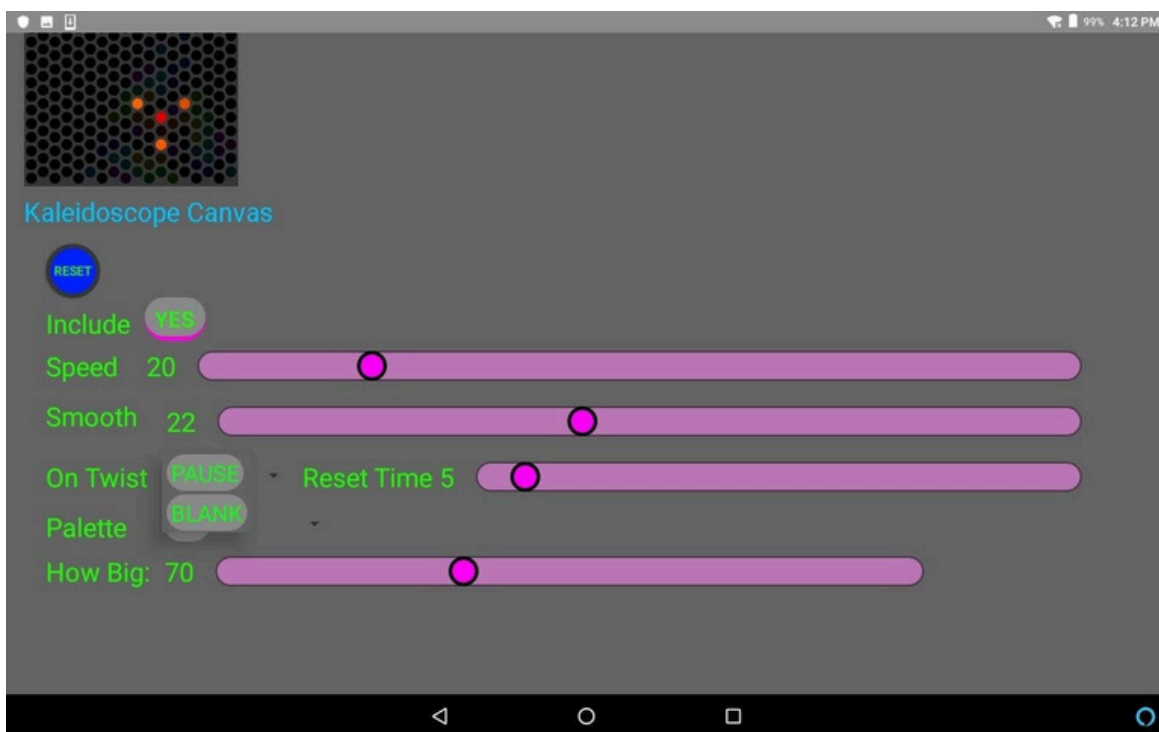 99% 4:12 PM
Kaleidoscope Canvas
RESET
Include YES
Speed 20
Smooth 22
On Twist PAUSE Reset Time 5
BLANK
Palette
How Big: 70